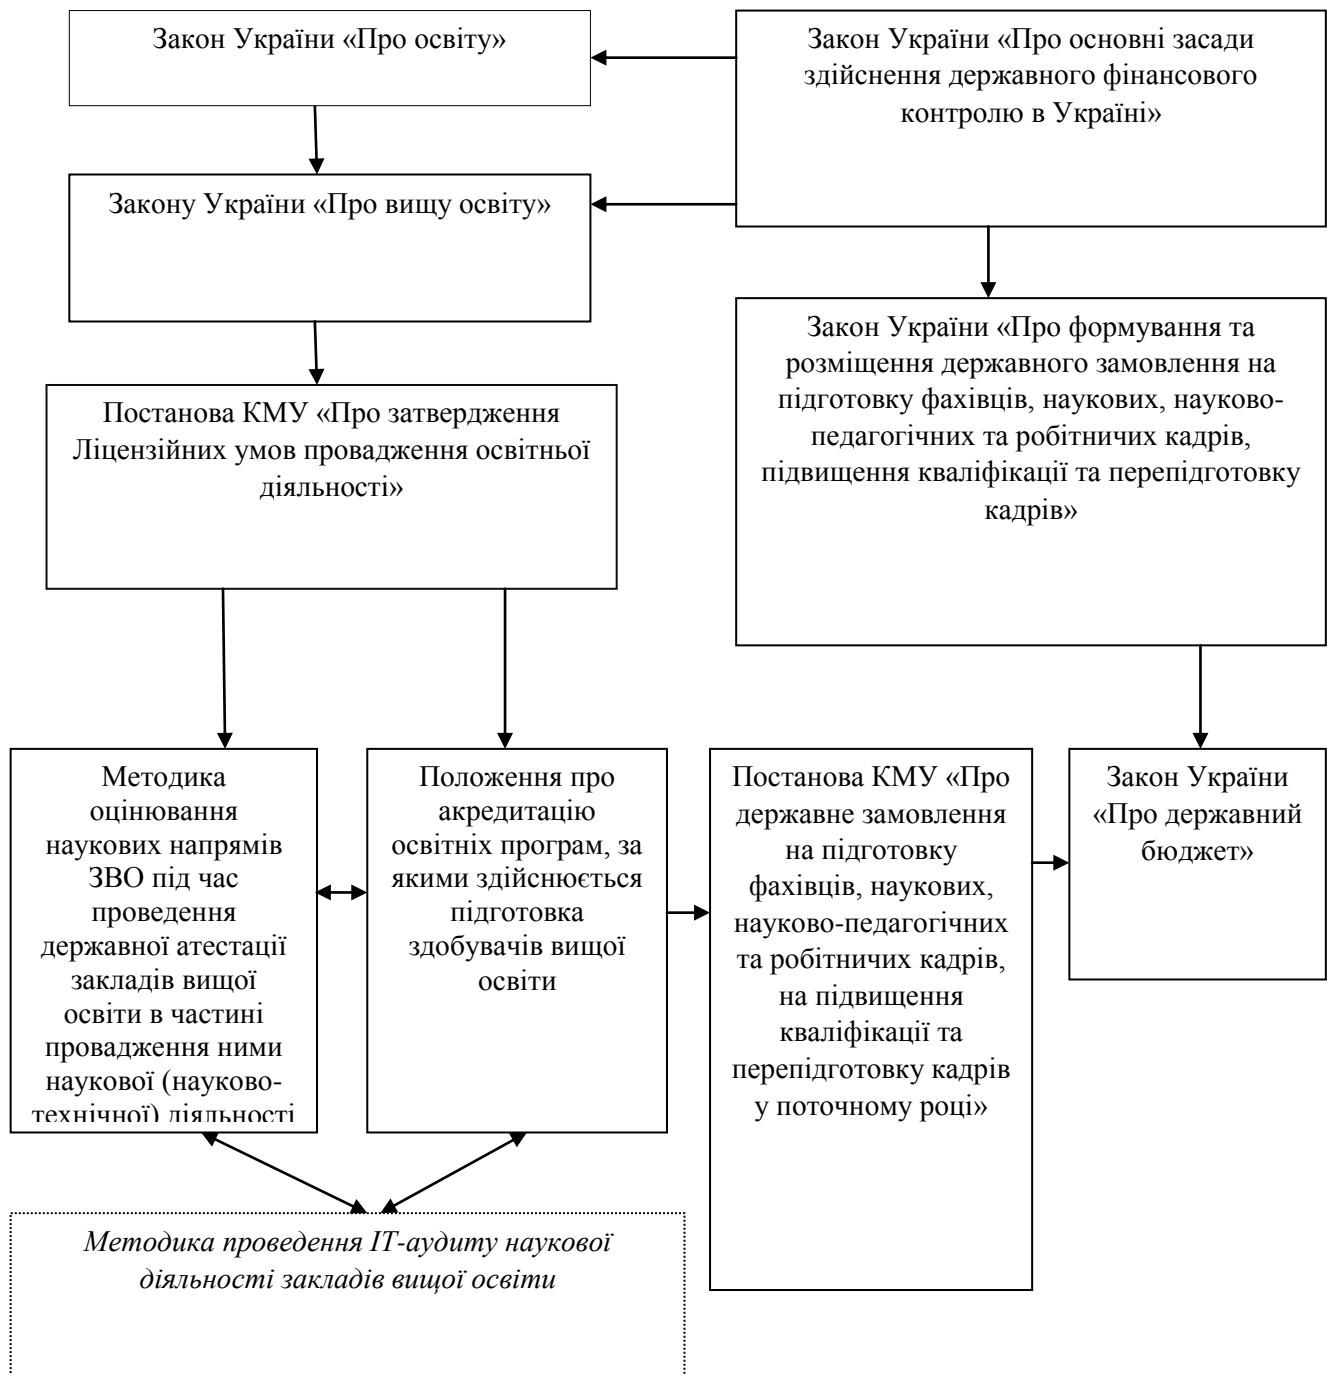 Закон України «Про освіту»
Закон України «Про основні засади
здійснення державного фінансового
контролю в Україні»
Закону України «Про вищу освіту»
Закон України «Про формування та
розміщення державного замовлення на
підготовку фахівців, наукових, науково-
педагогічних та робітничих кадрів,
підвищення кваліфікації та перепідготовку
кадрів»
Постанова КМУ «Про затвердження
Ліцензійних умов провадження освітньої
діяльності»
Методика
оцінювання
наукових напрямів
ЗВО під час
проведення
державної атестації
закладів вищої
освіти в частині
провадження ними
наукової (науково-
технічної) діяльності
Положення про
акредитацію
освітніх програм, за
якими здійснюється
підготовка
здобувачів вищої
освіти
Постанова КМУ «Про
державне замовлення
на підготовку
фахівців, наукових,
науково-педагогічних
та робітничих кадрів,
на підвищення
кваліфікації та
перепідготовку кадрів
у поточному році»
Закон України
«Про державний
бюджет»
Методика проведення ІТ-аудиту наукової
діяльності закладів вищої освіти